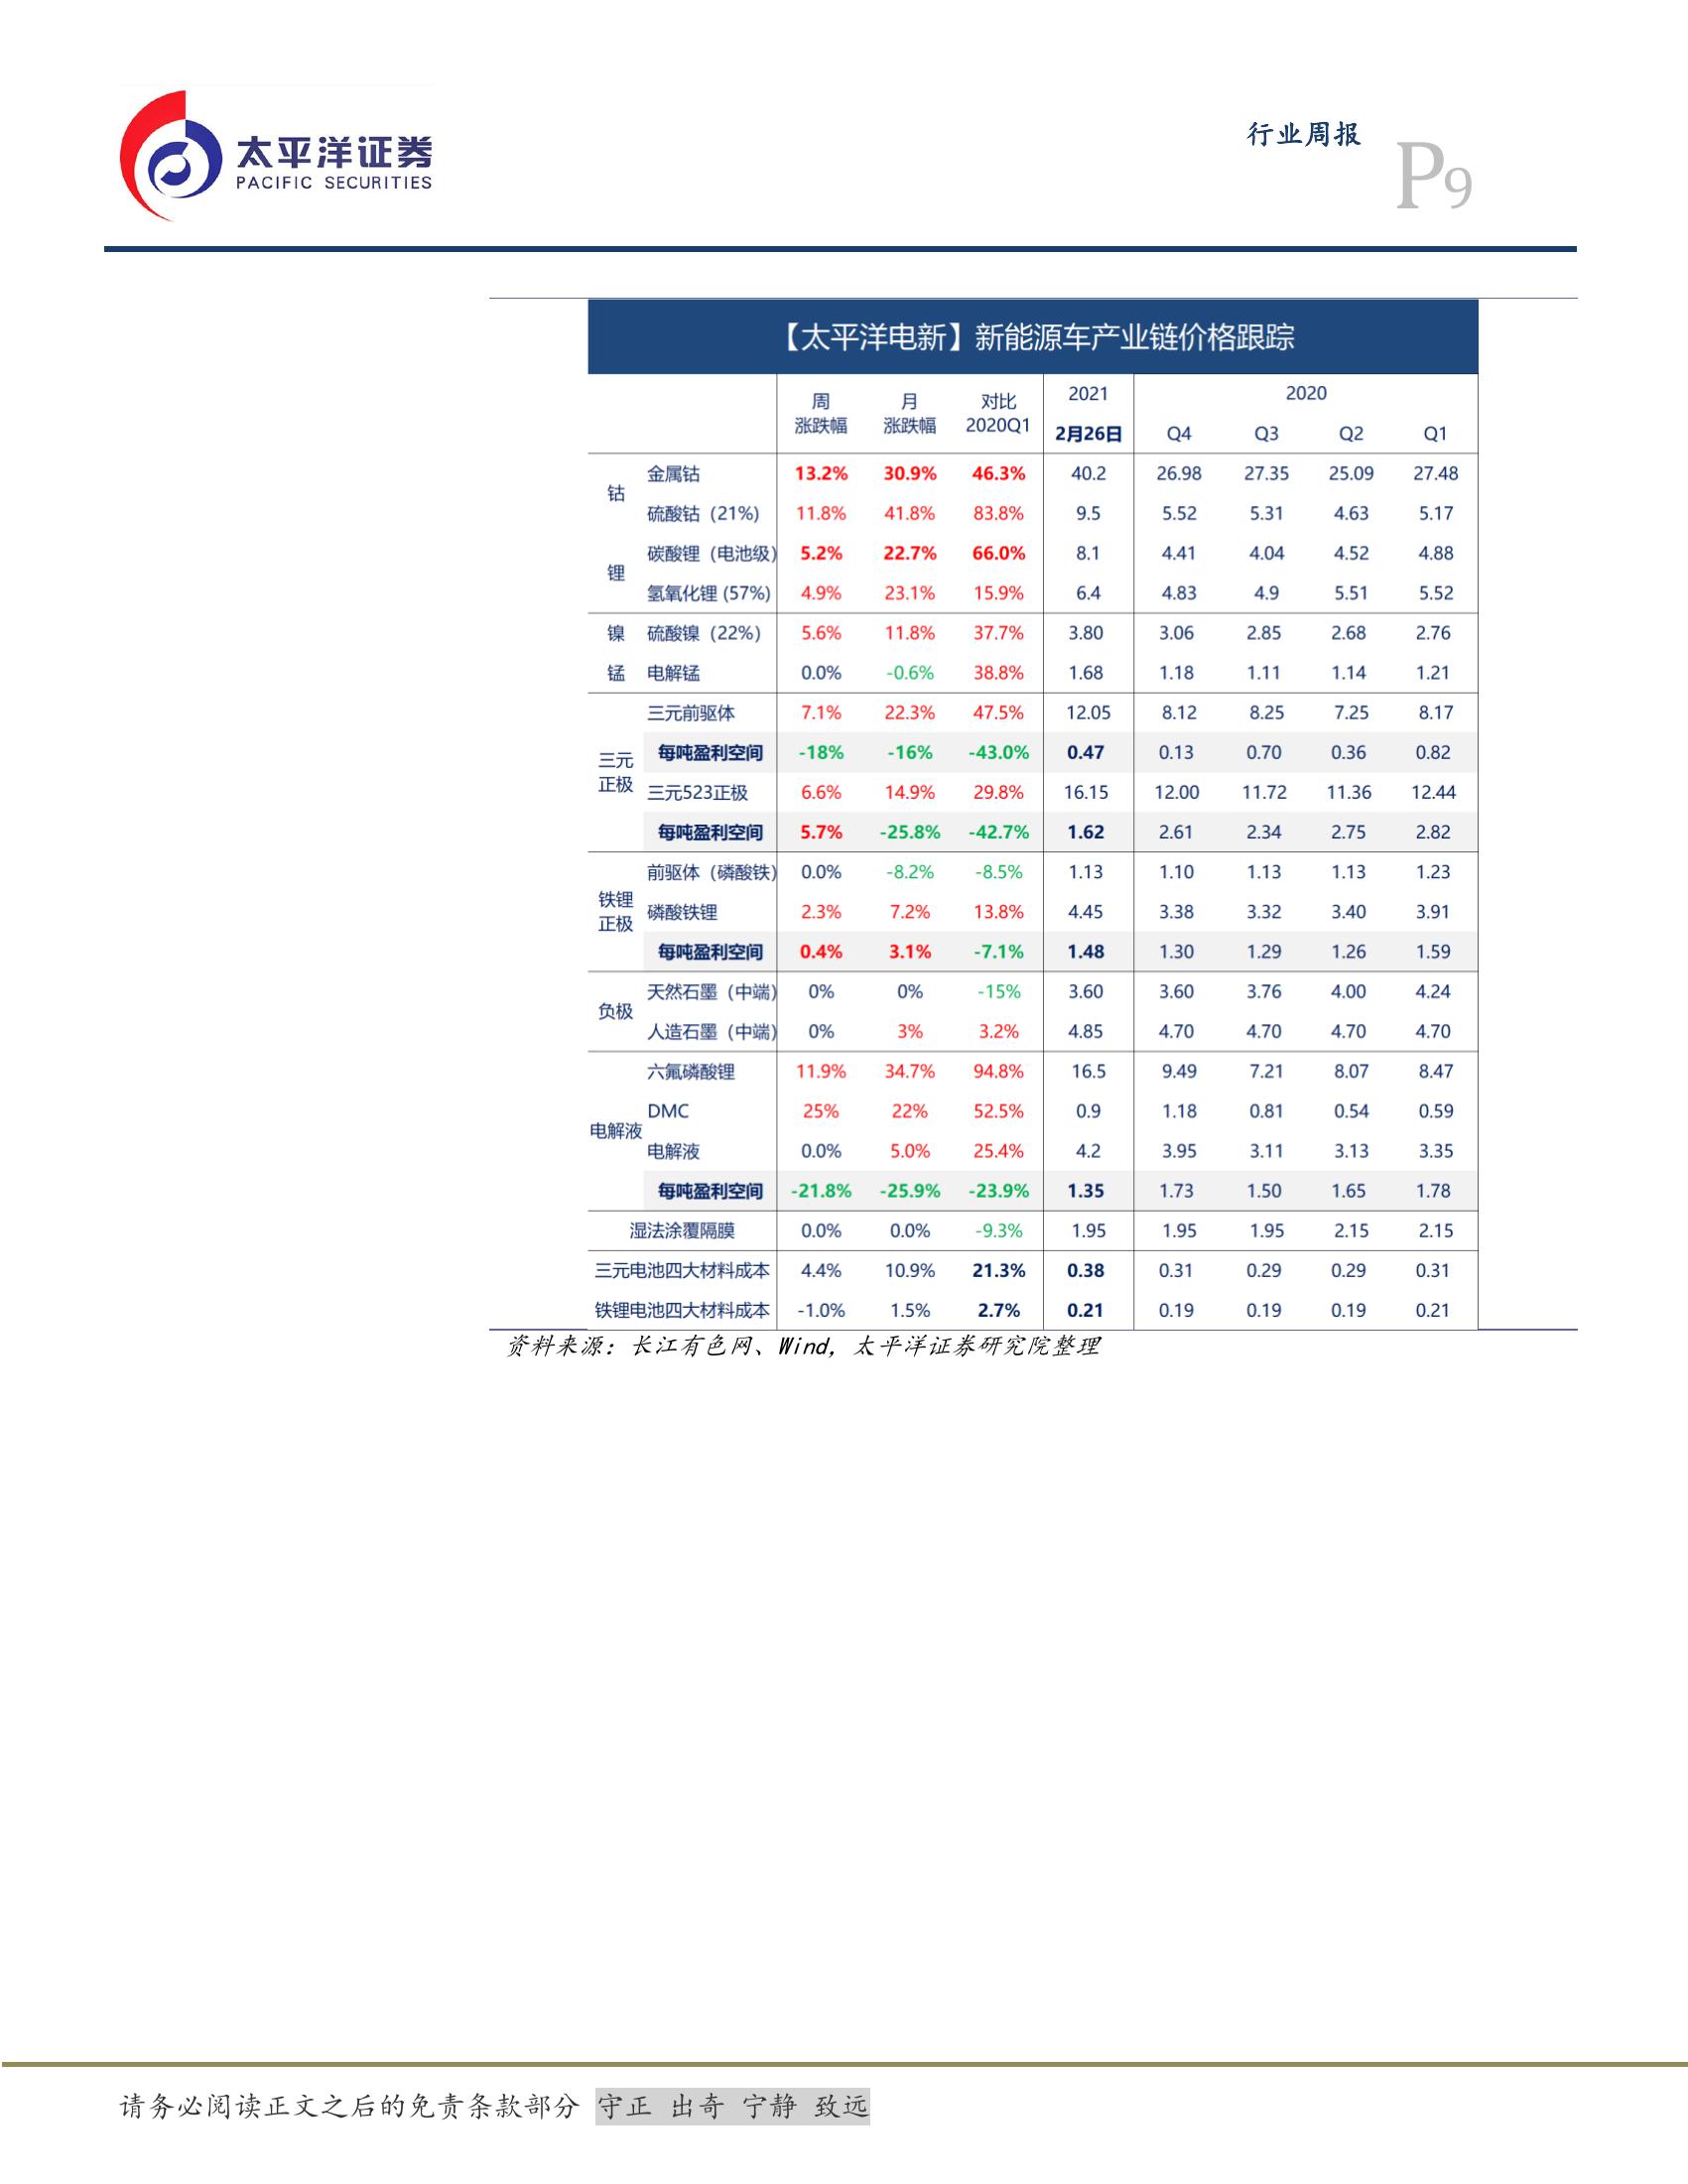 太平洋证券
PACIFIC SECURITIES
行业周报
P9
【太平洋电新】新能源车产业链价格跟踪
周涨跌幅 月涨跌幅 对比2020Q1 2021 2月26日 2020 Q4 Q3 Q2 Q1
钴 金属钴 13.2% 30.9% 46.3% 40.2 26.98 27.35 25.09 27.48
硫酸钴（21%） 11.8% 41.8% 83.8% 9.5 5.52 5.31 4.63 5.17
锂 碳酸锂（电池级） 5.2% 22.7% 66.0% 8.1 4.41 4.04 4.52 4.88
氢氧化锂 (57%) 4.9% 23.1% 15.9% 6.4 4.83 4.9 5.51 5.52
镍 硫酸镍（22%） 5.6% 11.8% 37.7% 3.80 3.06 2.85 2.68 2.76
锰 电解锰 0.0% -0.6% 38.8% 1.68 1.18 1.11 1.14 1.21
三元正极 三元前驱体 7.1% 22.3% 47.5% 12.05 8.12 8.25 7.25 8.17
每吨盈利空间 -18% -16% -43.0% 0.47 0.13 0.70 0.36 0.82
三元523正极 6.6% 14.9% 29.8% 16.15 12.00 11.72 11.36 12.44
每吨盈利空间 5.7% -25.8% -42.7% 1.62 2.61 2.34 2.75 2.82
铁锂正极 前驱体（磷酸铁） 0.0% -8.2% -8.5% 1.13 1.10 1.13 1.13 1.23
磷酸铁锂 2.3% 7.2% 13.8% 4.45 3.38 3.32 3.40 3.91
每吨盈利空间 0.4% 3.1% -7.1% 1.48 1.30 1.29 1.26 1.59
负极 天然石墨（中端） 0% 0% -15% 3.60 3.60 3.76 4.00 4.24
人造石墨（中端） 0% 3% 3.2% 4.85 4.70 4.70 4.70 4.70
电解液 六氟磷酸锂 11.9% 34.7% 94.8% 16.5 9.49 7.21 8.07 8.47
DMC 25% 22% 52.5% 0.9 1.18 0.81 0.54 0.59
电解液 0.0% 5.0% 25.4% 4.2 3.95 3.11 3.13 3.35
每吨盈利空间 -21.8% -25.9% -23.9% 1.35 1.73 1.50 1.65 1.78
湿法涂覆隔膜 0.0% 0.0% -9.3% 1.95 1.95 1.95 2.15 2.15
三元电池四大材料成本 4.4% 10.9% 21.3% 0.38 0.31 0.29 0.29 0.31
铁锂电池四大材料成本 -1.0% 1.5% 2.7% 0.21 0.19 0.19 0.19 0.21
资料来源：长江有色网、Wind，太平洋证券研究院整理
请务必阅读正文之后的免责条款部分 守正 出奇 宁静 致远